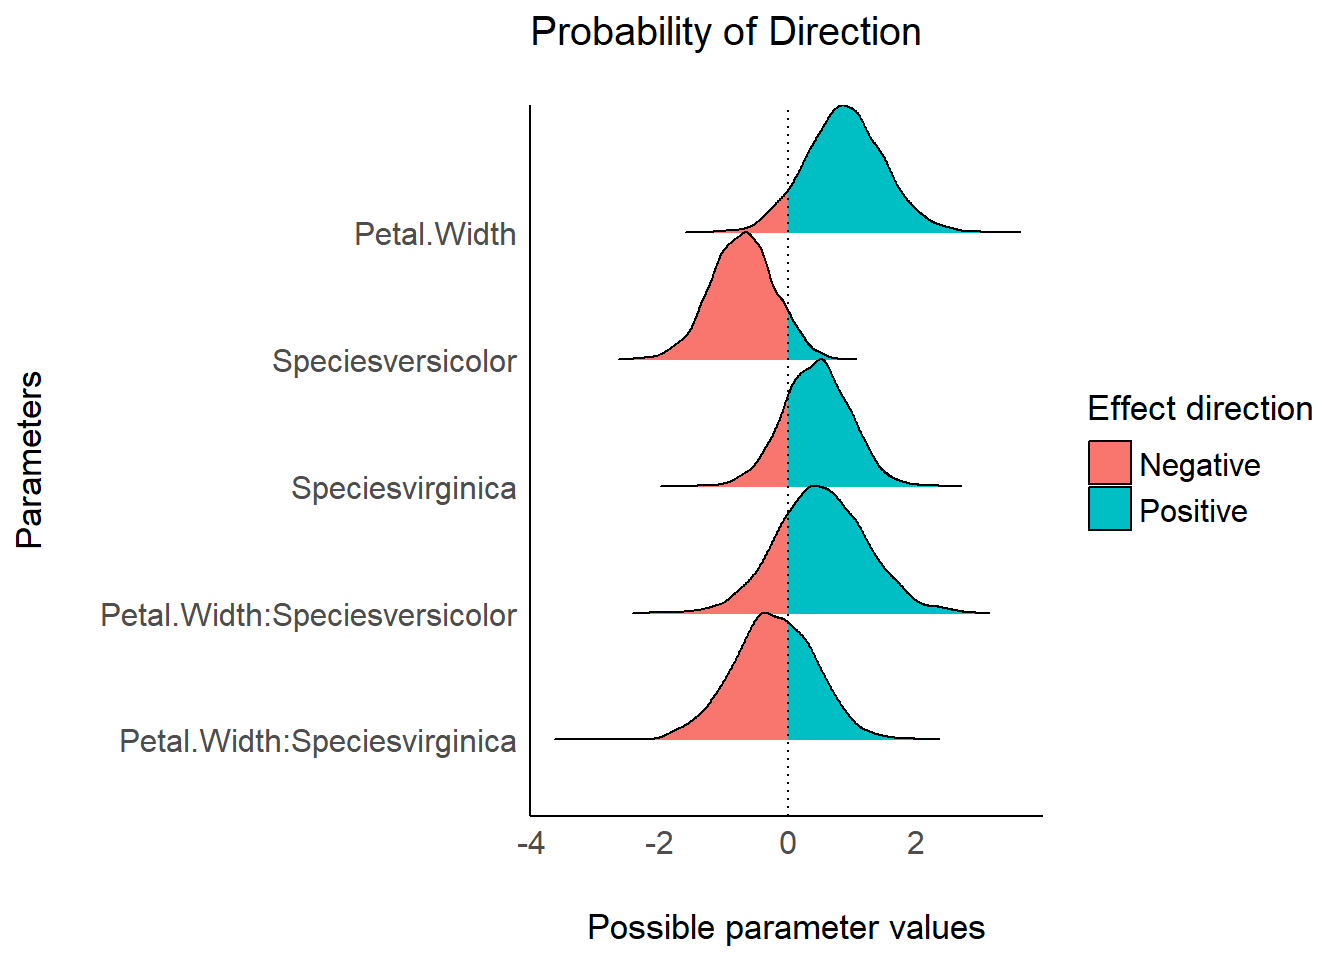 Probability of Direction
Parameters
Petal.Width
Speciesversicolor
Speciesvirginica
Petal.Width:Speciesversicolor
Petal.Width:Speciesvirginica
-4 -2 0 2
Possible parameter values
Effect direction
Negative
Positive